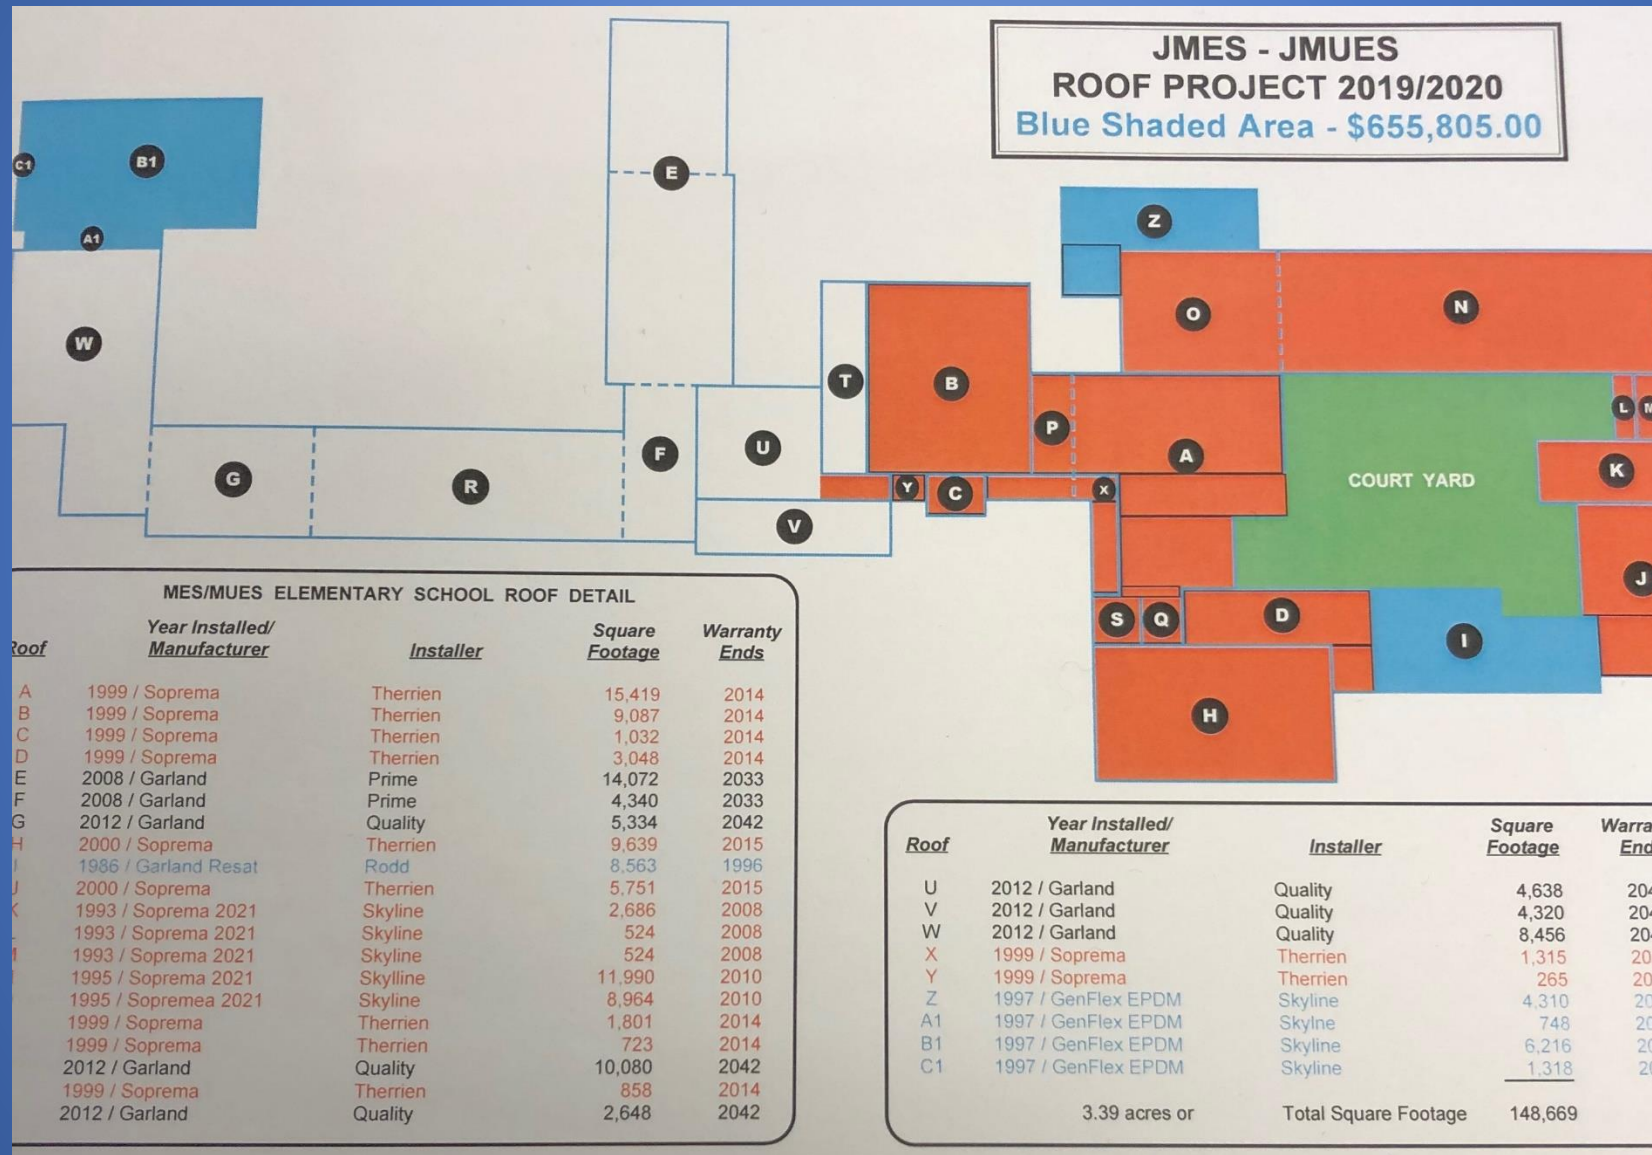 JMES - JMUES
ROOF PROJECT 2019/2020
Blue Shaded Area - $655,805.00
C1
B1
A1
W
E
Z
O
N
T
B
P
A
L
M
K
COURT YARD
G
R
F
U
V
Y
C
X
J
S
Q
D
I
H
MES/MUES ELEMENTARY SCHOOL ROOF DETAIL
Roof Year Installed/ Manufacturer Installer Square Footage Warranty Ends
A 1999 / Soprema Therrien 15,419 2014
B 1999 / Soprema Therrien 9,087 2014
C 1999 / Soprema Therrien 1,032 2014
D 1999 / Soprema Therrien 3,048 2014
E 2008 / Garland Prime 14,072 2033
F 2008 / Garland Prime 4,340 2033
G 2012 / Garland Quality 5,334 2042
H 2000 / Soprema Therrien 9,639 2015
I 1986 / Garland Resat Rodd 8,563 1996
J 2000 / Soprema Therrien 5,751 2015
K 1993 / Soprema 2021 Skyline 2,686 2008
1993 / Soprema 2021 Skyline 524 2008
1993 / Soprema 2021 Skyline 524 2008
1995 / Soprema 2021 Skylline 11,990 2010
1995 / Sopremea 2021 Skyline 8,964 2010
1999 / Soprema Therrien 1,801 2014
1999 / Soprema Therrien 723 2014
2012 / Garland Quality 10,080 2042
1999 / Soprema Therrien 858 2014
2012 / Garland Quality 2,648 2042
Roof Year Installed/ Manufacturer Installer Square Footage
U 2012 / Garland Quality 4,638
V 2012 / Garland Quality 4,320
W 2012 / Garland Quality 8,456
X 1999 / Soprema Therrien 1,315
Y 1999 / Soprema Therrien 265
Z 1997 / GenFlex EPDM Skyline 4,310
A1 1997 / GenFlex EPDM Skylne 748
B1 1997 / GenFlex EPDM Skyline 6,216
C1 1997 / GenFlex EPDM Skyline 1,318
3.39 acres or Total Square Footage 148,669